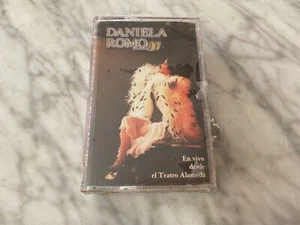 DANIELA
ROMO
En vivo
desde
el Teatro Alameda